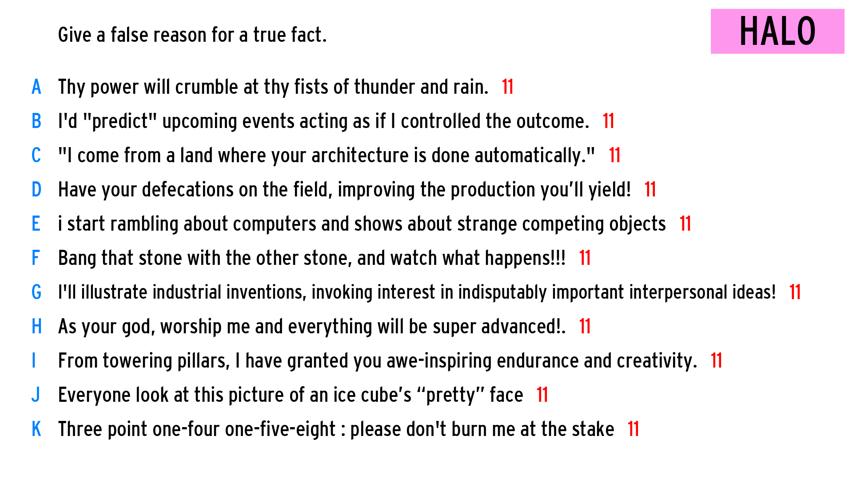 Give a false reason for a true fact.
HALO
A Thy power will crumble at thy fists of thunder and rain. 11
B I'd "predict" upcoming events acting as if I controlled the outcome. 11
C "I come from a land where your architecture is done automatically." 11
D Have your defecations on the field, improving the production you’ll yield! 11
E i start rambling about computers and shows about strange competing objects 11
F Bang that stone with the other stone, and watch what happens!!! 11
G I'll illustrate industrial inventions, invoking interest in indisputably important interpersonal ideas! 11
H As your god, worship me and everything will be super advanced!. 11
I From towering pillars, I have granted you awe-inspiring endurance and creativity. 11
J Everyone look at this picture of an ice cube’s “pretty” face 11
K Three point one-four one-five-eight : please don't burn me at the stake 11